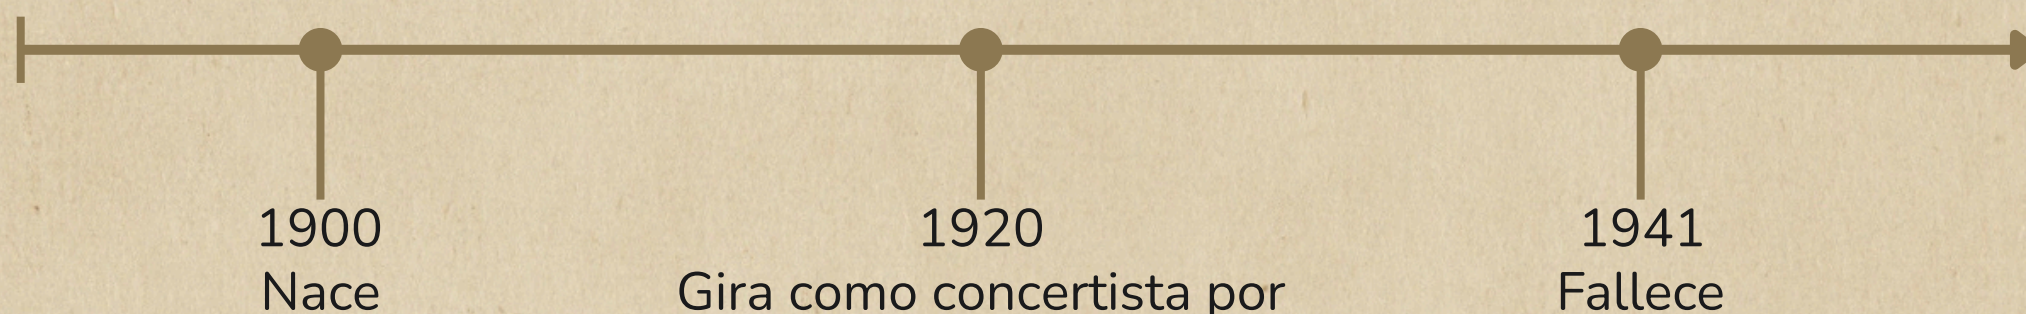 1900
Nace
1920
Gira como concertista por
1941
Fallece